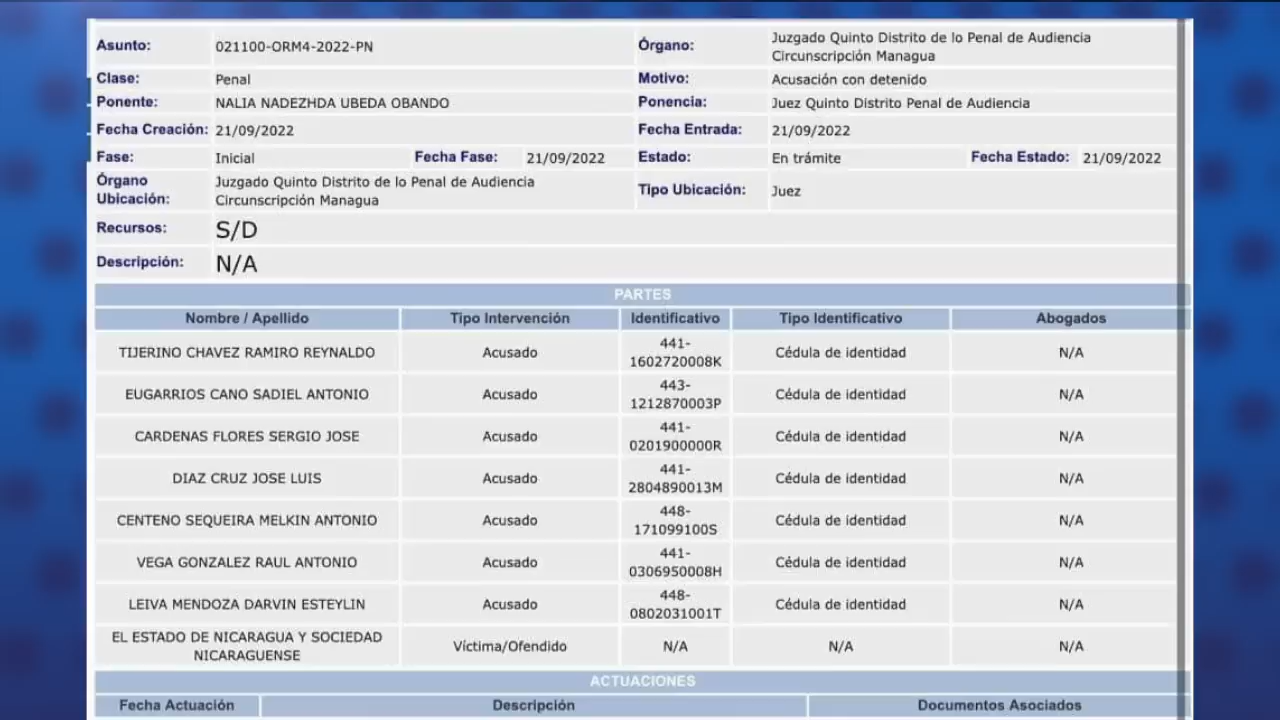 Asunto: 021100-ORM4-2022-PN Órgano: Juzgado Quinto Distrito de lo Penal de Audiencia
Circunscripción Managua
Clase: Penal Motivo: Acusación con detenido
Ponente: NALIA NADEZHDA UBEDA OBANDO Ponencia: Juez Quinto Distrito Penal de Audiencia
Fecha Creación: 21/09/2022 Fecha Entrada: 21/09/2022
Fase: Inicial Fecha Fase: 21/09/2022 Estado: En trámite Fecha Estado: 21/09/2022
Órgano
Ubicación: Juzgado Quinto Distrito de lo Penal de Audiencia
Circunscripción Managua Tipo Ubicación: Juez
Recursos: S/D
Descripción: N/A
PARTES
Nombre / Apellido Tipo Intervención Identificativo Tipo Identificativo Abogados
TIJERINO CHAVEZ RAMIRO REYNALDO Acusado 441-
1602720008K Cédula de identidad N/A
EUGARRIOS CANO SADIEL ANTONIO Acusado 443-
1212870003P Cédula de identidad N/A
CARDENAS FLORES SERGIO JOSE Acusado 441-
0201900000R Cédula de identidad N/A
DIAZ CRUZ JOSE LUIS Acusado 441-
2804890013M Cédula de identidad N/A
CENTENO SEQUEIRA MELKIN ANTONIO Acusado 448-
171099100S Cédula de identidad N/A
VEGA GONZALEZ RAUL ANTONIO Acusado 441-
0306950008H Cédula de identidad N/A
LEIVA MENDOZA DARVIN ESTEYLIN Acusado 448-
0802031001T Cédula de identidad N/A
EL ESTADO DE NICARAGUA Y SOCIEDAD
NICARAGUENSE Víctima/Ofendido N/A N/A N/A
ACTUACIONES
Fecha Actuación Descripción Documentos Asociados